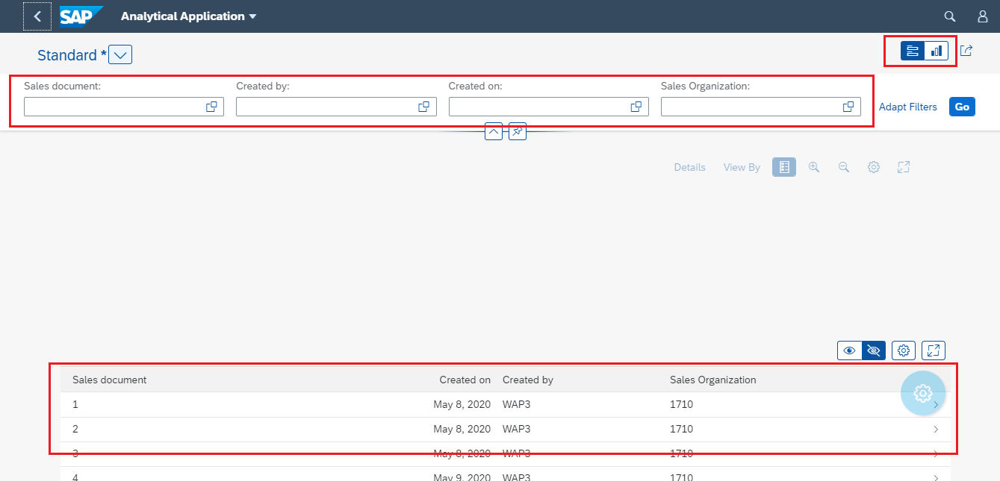 SAP Analytical Application
Standard *
Sales document: Created by: Created on: Sales Organization:
Adapt Filters Go
Details View By
Sales document Created on Created by Sales Organization
1 May 8, 2020 WAP3 1710
2 May 8, 2020 WAP3 1710
3 May 8, 2020 WAP3 1710
4 May 9, 2020 WAP3 1710